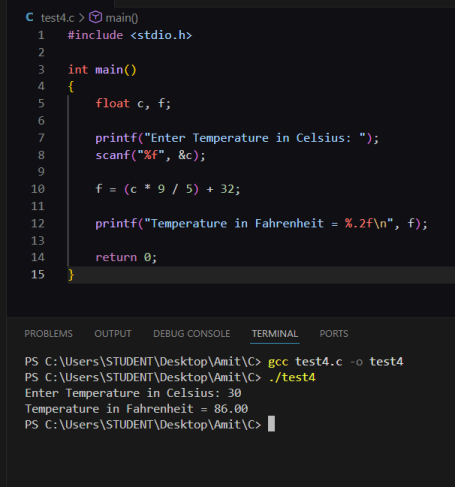 C test4.c > main()
1 #include <stdio.h>
2
3 int main()
4 {
5     float c, f;
6
7     printf("Enter Temperature in Celsius: ");
8     scanf("%f", &c);
9
10     f = (c * 9 / 5) + 32;
11
12     printf("Temperature in Fahrenheit = %.2f\n", f);
13
14     return 0;
15 }
PROBLEMS OUTPUT DEBUG CONSOLE TERMINAL PORTS
PS C:\Users\STUDENT\Desktop\Amit\C> gcc test4.c -o test4
PS C:\Users\STUDENT\Desktop\Amit\C> ./test4
Enter Temperature in Celsius: 30
Temperature in Fahrenheit = 86.00
PS C:\Users\STUDENT\Desktop\Amit\C>